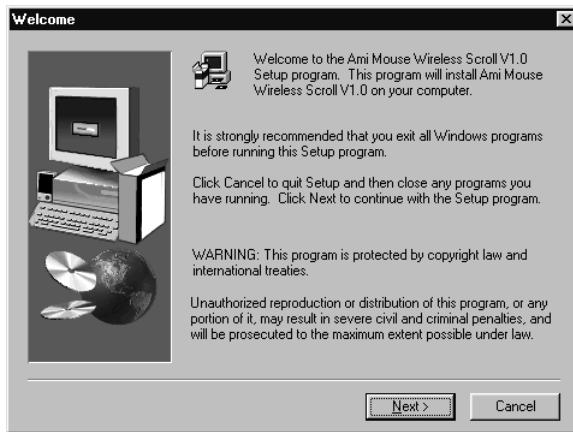 Welcome
Welcome to the Ami Mouse Wireless Scroll V1.0
Setup program. This program will install Ami Mouse
Wireless Scroll V1.0 on your computer.
It is strongly recommended that you exit all Windows programs
before running this Setup program.
Click Cancel to quit Setup and then close any programs you
have running. Click Next to continue with the Setup program.
WARNING: This program is protected by copyright law and
international treaties.
Unauthorized reproduction or distribution of this program, or any
portion of it, may result in severe civil and criminal penalties, and
will be prosecuted to the maximum extent possible under law.
Next >
Cancel